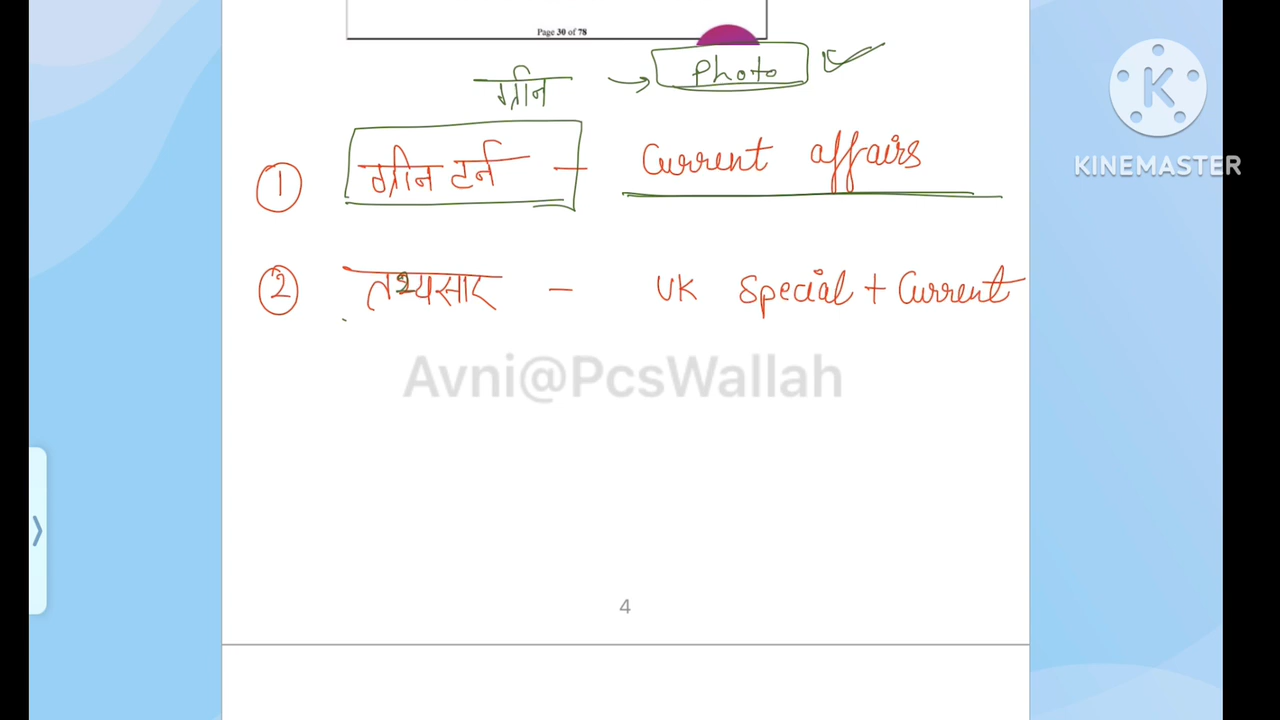 Page 30 of 78
ग्रीन → Photo ✓
KINEMASTER
① ग्रीन टर्न - Current affairs
② तथ्यसार - UK Special + Current
Avni@PcsWallah
4